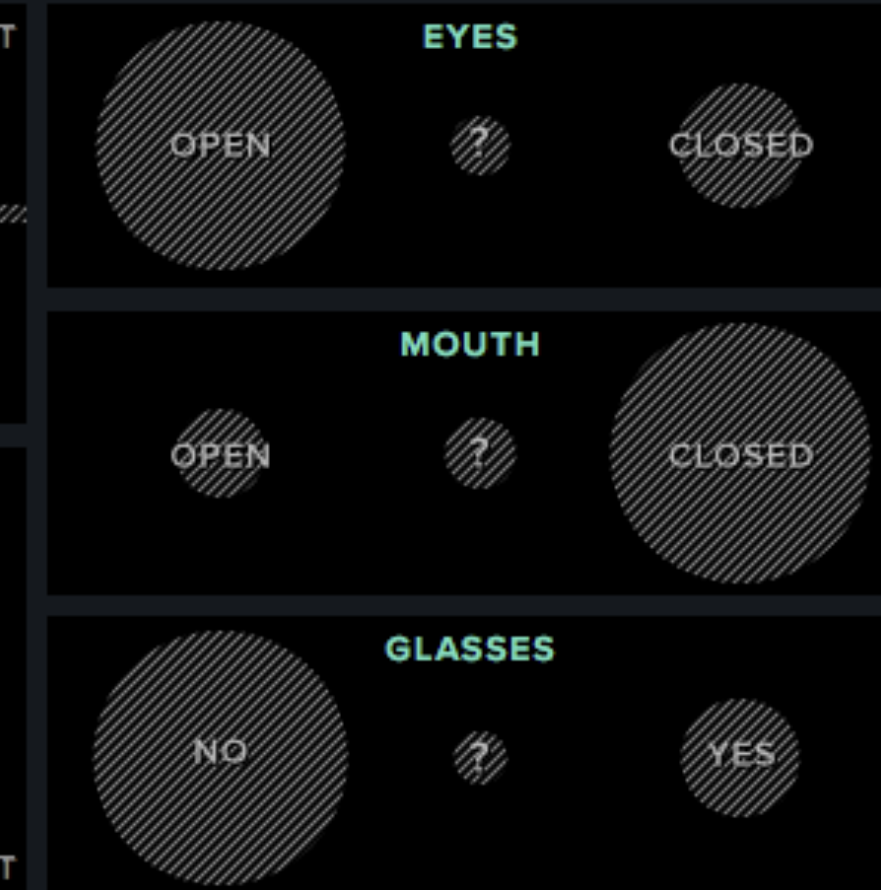 T
EYES
OPEN ? CLOSED
MOUTH
OPEN ? CLOSED
GLASSES
NO ? YES
T